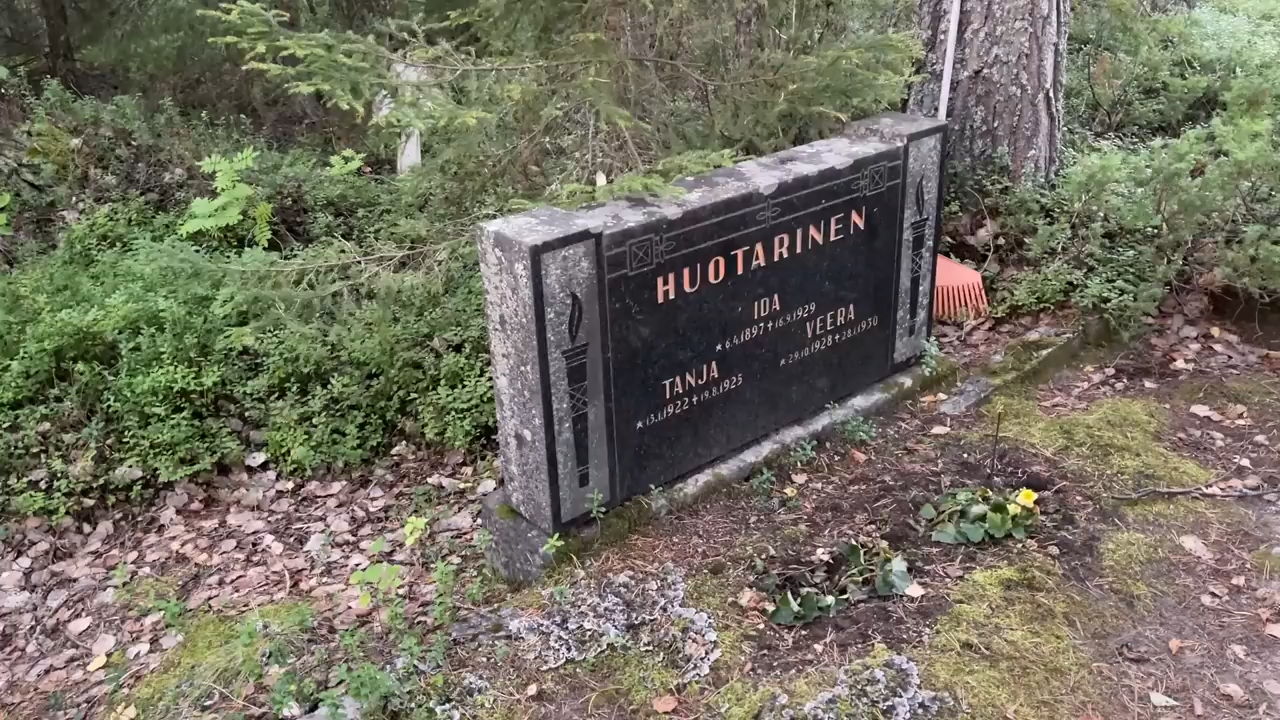 HUOTARINEN
IDA
★ 6.4.1897 ✝ 16.9.1929
VEERA
★ 29.10.1928 ✝ 28.1.1930
TANJA
★ 13.1.1922 ✝ 19.8.1925